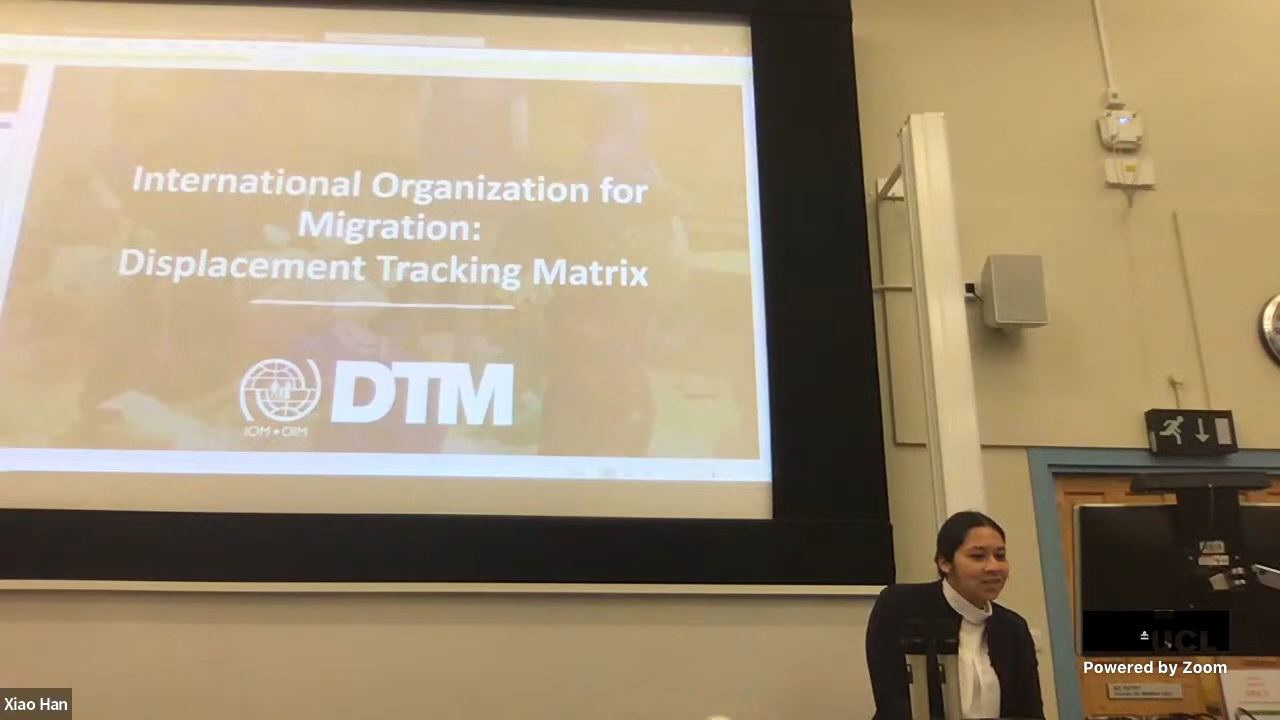 International Organization for
Migration:
Displacement Tracking Matrix
IOM • OIM
DTM
UCL
Powered by Zoom
Xiao Han